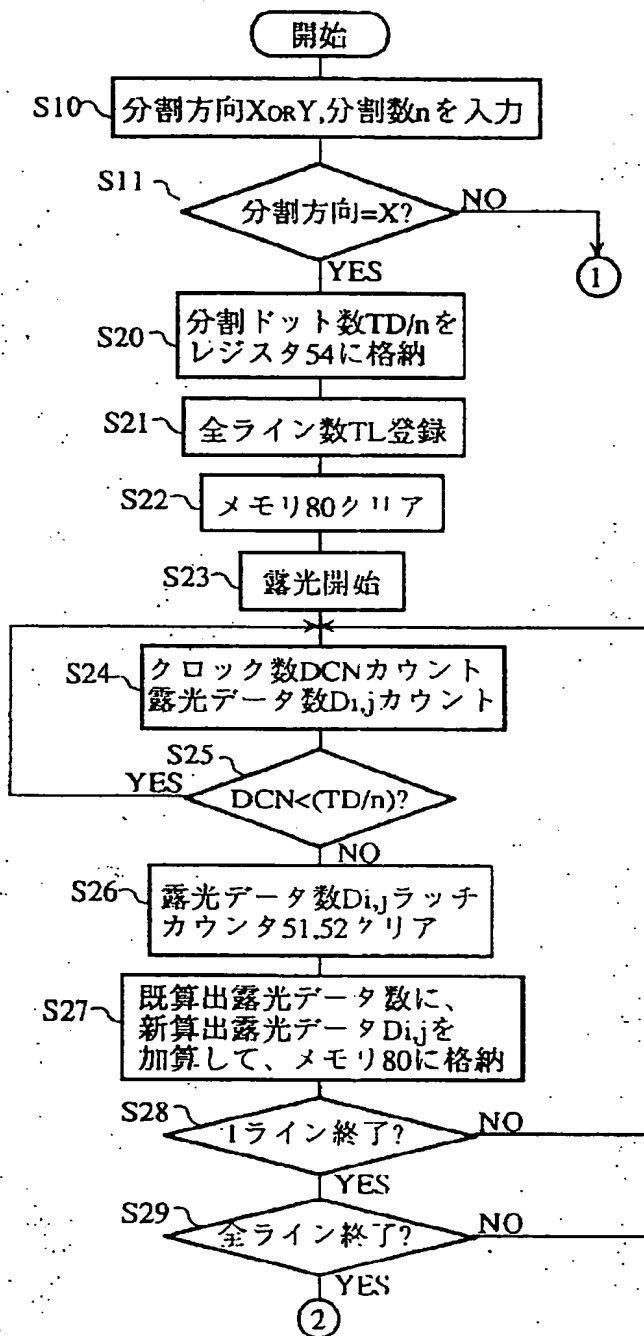 開始
S10
分割方向XORY,分割数nを入力
S11
分割方向=X?
NO
1
YES
S20
分割ドット数TD/nを
レジスタ54に格納
S21
全ライン数TL登録
S22
メモリ80クリア
S23
露光開始
S24
クロック数DCNカウント
露光データ数Di,jカウント
S25
YES
DCN<(TD/n)?
NO
S26
露光データ数Di,jラッチ
カウンタ51,52クリア
S27
既算出露光データ数に、
新算出露光データDi,jを
加算して、メモリ80に格納
S28
1ライン終了?
NO
YES
S29
全ライン終了?
NO
YES
2